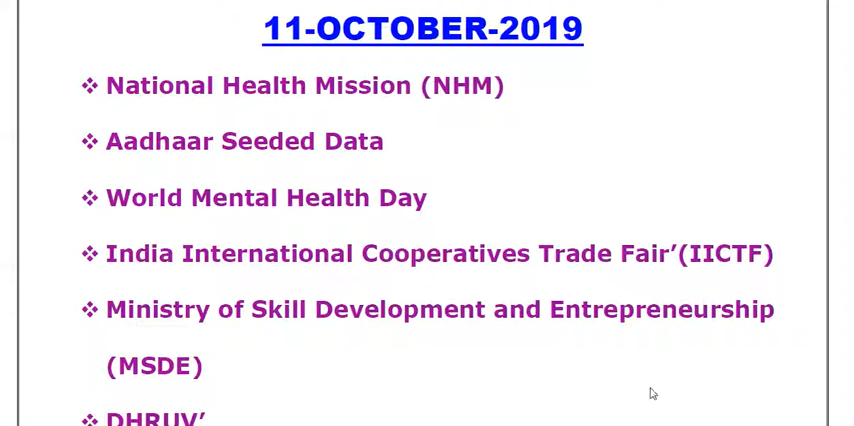 11-OCTOBER-2019
❖ National Health Mission (NHM)
❖ Aadhaar Seeded Data
❖ World Mental Health Day
❖ India International Cooperatives Trade Fair’(IICTF)
❖ Ministry of Skill Development and Entrepreneurship
(MSDE)
❖ DHRUV’